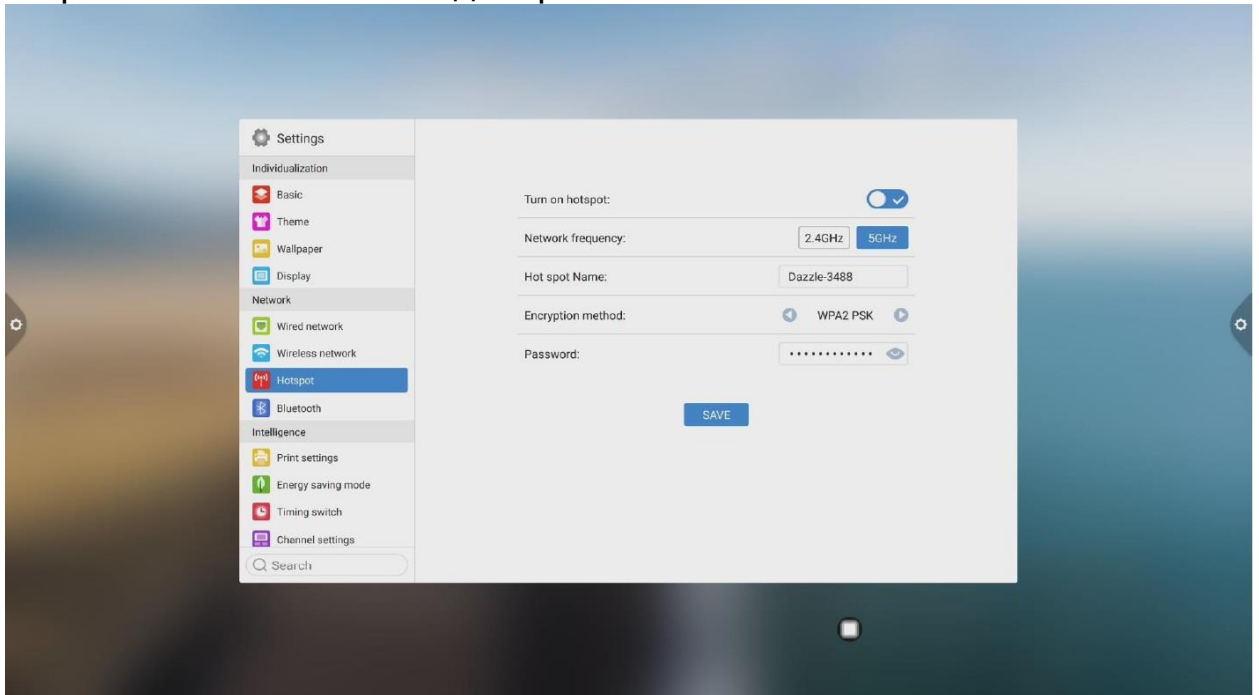 Settings
Individualization
Basic
Theme
Wallpaper
Display
Network
Wired network
Wireless network
Hotspot
Bluetooth
Intelligence
Print settings
Energy saving mode
Timing switch
Channel settings
Search
Turn on hotspot:
Network frequency: 2.4GHz 5GHz
Hot spot Name: Dazzle-3488
Encryption method: WPA2 PSK
Password: ············
SAVE